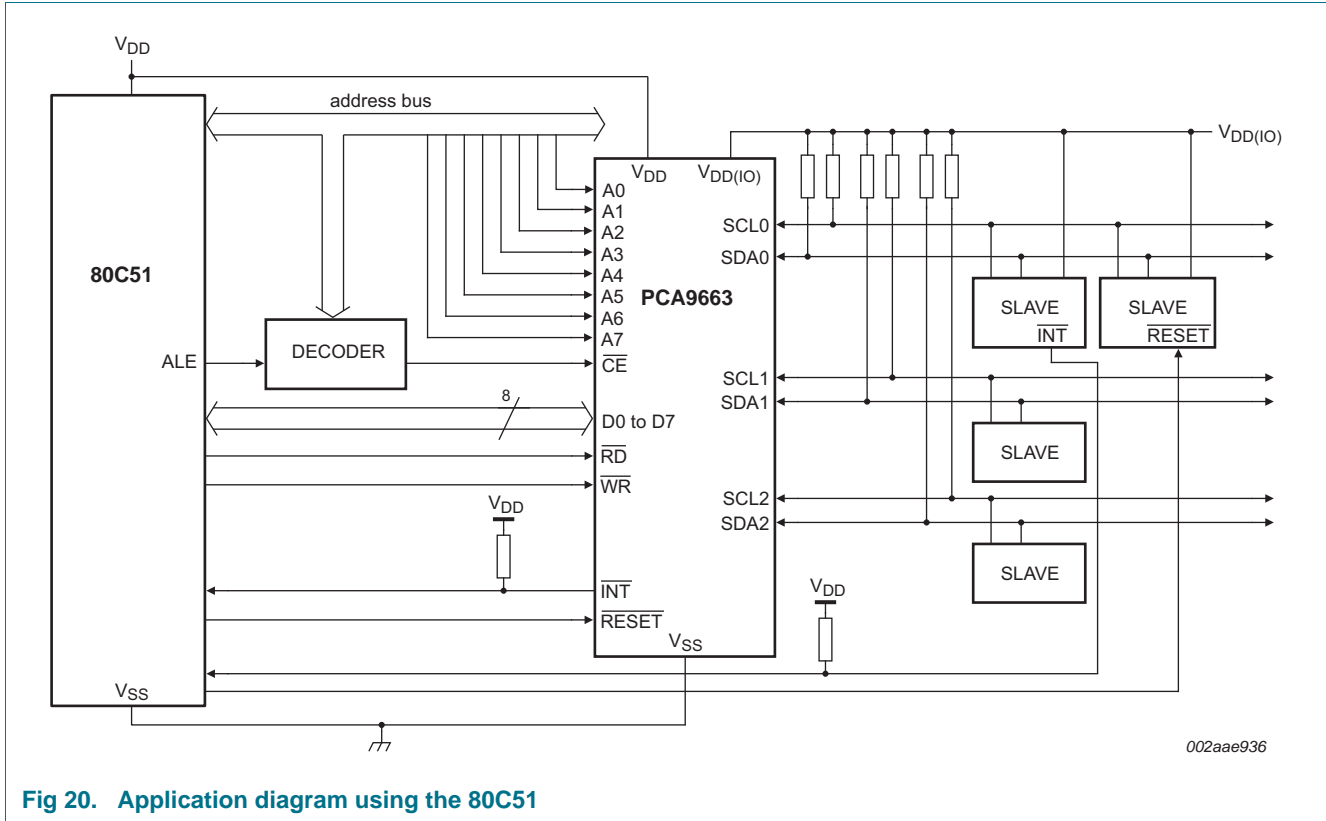 VDD
address bus
VDD(IO)
VDD
VDD(IO)
A0
A1
A2
A3
A4
A5
A6
A7
80C51
PCA9663
SCL0
SDA0
SLAVE
INT
SLAVE
RESET
ALE
DECODER
CE
SCL1
SDA1
8
D0 to D7
SLAVE
RD
WR
SCL2
SDA2
VDD
SLAVE
INT
VDD
RESET
VSS
VSS
002aae936
Fig 20. Application diagram using the 80C51